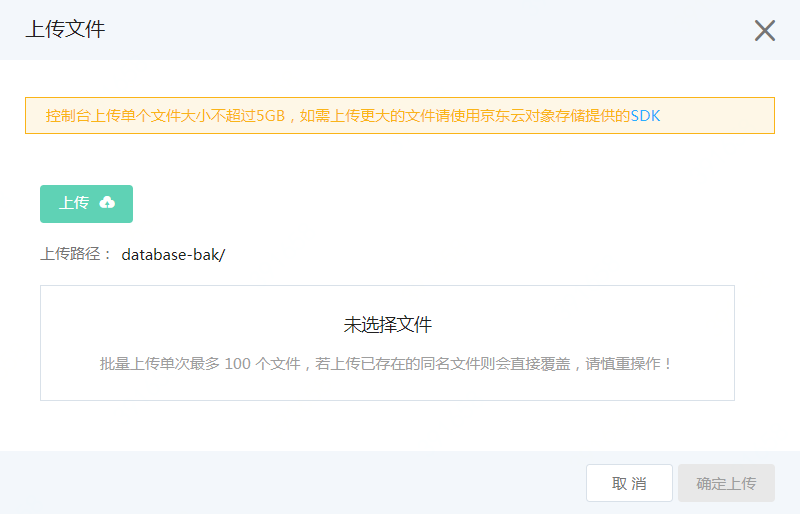 上传文件
控制台上传单个文件大小不超过5GB，如需上传更大的文件请使用京东云对象存储提供的SDK
上传
上传路径： database-bak/
未选择文件
批量上传单次最多 100 个文件，若上传已存在的同名文件则会直接覆盖，请慎重操作！
取 消
确定上传